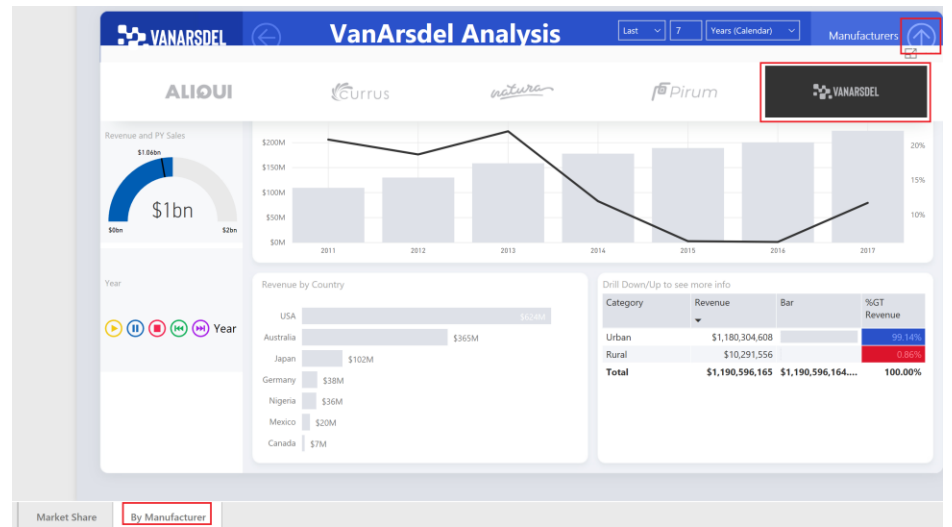 VANARSDEL
VanArsdel Analysis
Last
7
Years (Calendar)
Manufacturers
ALIQUI
Currus
natura
Pirum
VANARSDEL
Revenue and PY Sales
$1.06bn
$1bn
$0bn
$2bn
$200M
$150M
$100M
$50M
$0M
20%
15%
10%
2011
2012
2013
2014
2015
2016
2017
Year
Year
Revenue by Country
USA
$624M
Australia
$365M
Japan
$102M
Germany
$38M
Nigeria
$36M
Mexico
$20M
Canada
$7M
Drill Down/Up to see more info
Category Revenue Bar %GT Revenue
Urban $1,180,304,608 99.14%
Rural $10,291,556 0.86%
Total $1,190,596,165 $1,190,596,164.... 100.00%
Market Share
By Manufacturer